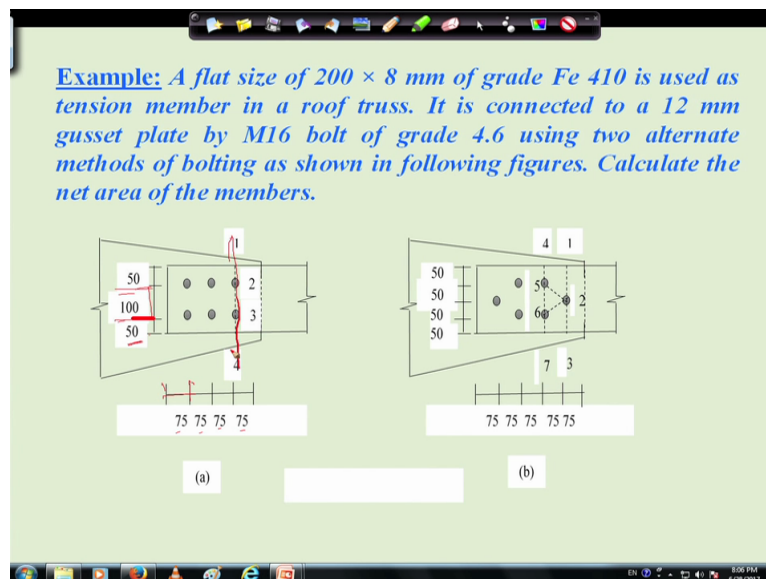 Example: A flat size of 200 × 8 mm of grade Fe 410 is used as
tension member in a roof truss. It is connected to a 12 mm
gusset plate by M16 bolt of grade 4.6 using two alternate
methods of bolting as shown in following figures. Calculate the
net area of the members.
1
50
2
100
3
50
4
75 75 75 75
(a)
4 1
50
5
50
2
50
6
50
7 3
75 75 75 75 75
(b)
EN
8:06 PM